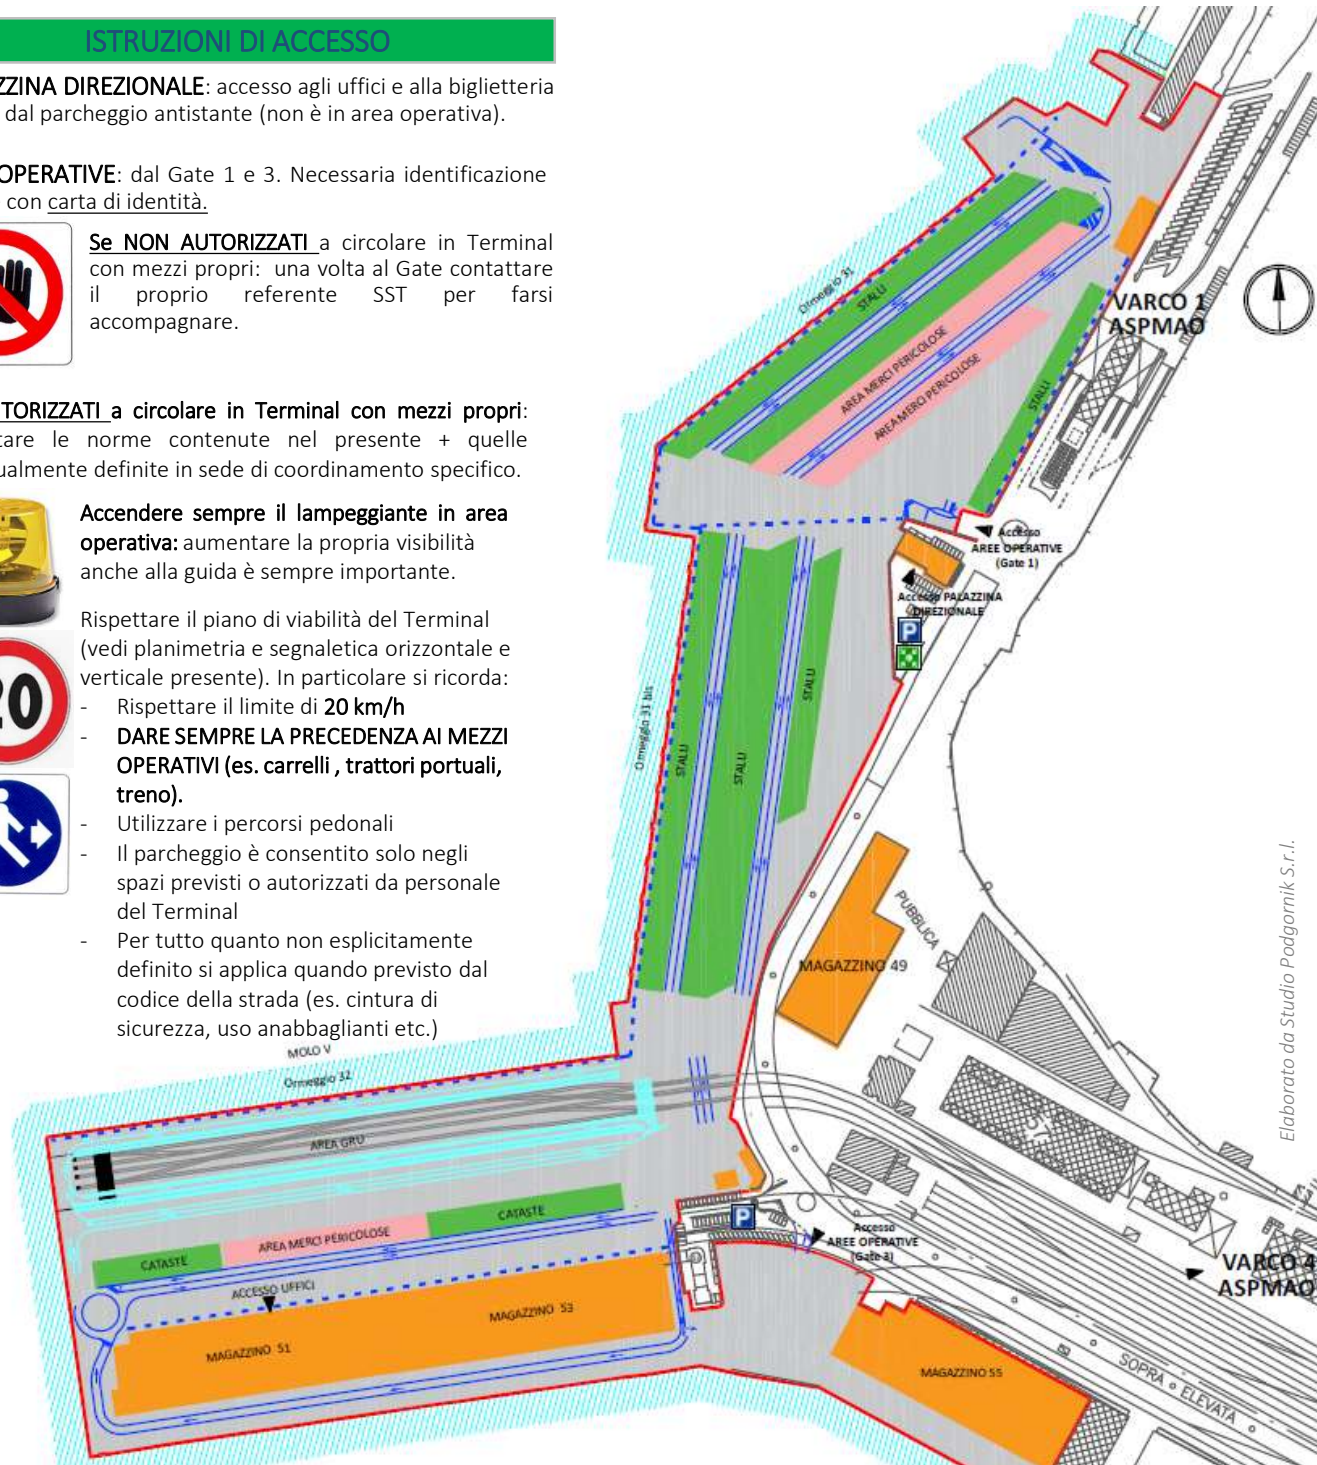 ISTRUZIONI DI ACCESSO
ZZINA DIREZIONALE: accesso agli uffici e alla biglietteria
dal parcheggio antistante (non è in area operativa).
OPERATIVE: dal Gate 1 e 3. Necessaria identificazione
con carta di identità.
Se NON AUTORIZZATI a circolare in Terminal
con mezzi propri: una volta al Gate contattare
il proprio referente SST per farsi
accompagnare.
TORIZZATI a circolare in Terminal con mezzi propri:
tare le norme contenute nel presente + quelle
ualmente definite in sede di coordinamento specifico.
Accendere sempre il lampeggiante in area
operativa: aumentare la propria visibilità
anche alla guida è sempre importante.
Rispettare il piano di viabilità del Terminal
(vedi planimetria e segnaletica orizzontale e
verticale presente). In particolare si ricorda:
- Rispettare il limite di 20 km/h
- DARE SEMPRE LA PRECEDENZA AI MEZZI
OPERATIVI (es. carrelli , trattori portuali,
treno).
- Utilizzare i percorsi pedonali
- Il parcheggio è consentito solo negli
spazi previsti o autorizzati da personale
del Terminal
- Per tutto quanto non esplicitamente
definito si applica quando previsto dal
codice della strada (es. cintura di
sicurezza, uso anabbaglianti etc.)
20
Ormeggio 31
STALLI
AREA MERCI PERICOLOSE
AREA MERCI PERICOLOSE
STALLI
VARCO 1
ASPMAO
Accesso
AREE OPERATIVE
(Gate 1)
Accesso PALAZZINA
DIREZIONALE
P
Ormeggio 31 bis
STALLI
STALLI
STALLI
PUBBLICA
MAGAZZINO 49
57
MOLO V
Ormeggio 32
AREA GRU
CATASTE
AREA MERCI PERICOLOSE
CATASTE
ACCESSO UFFICI
MAGAZZINO 51
MAGAZZINO 53
P
Accesso
AREE OPERATIVE
(Gate 3)
VARCO 4
ASPMAO
MAGAZZINO 55
SOPRA ELEVATA
Elaborato da Studio Podgornik S.r.l.